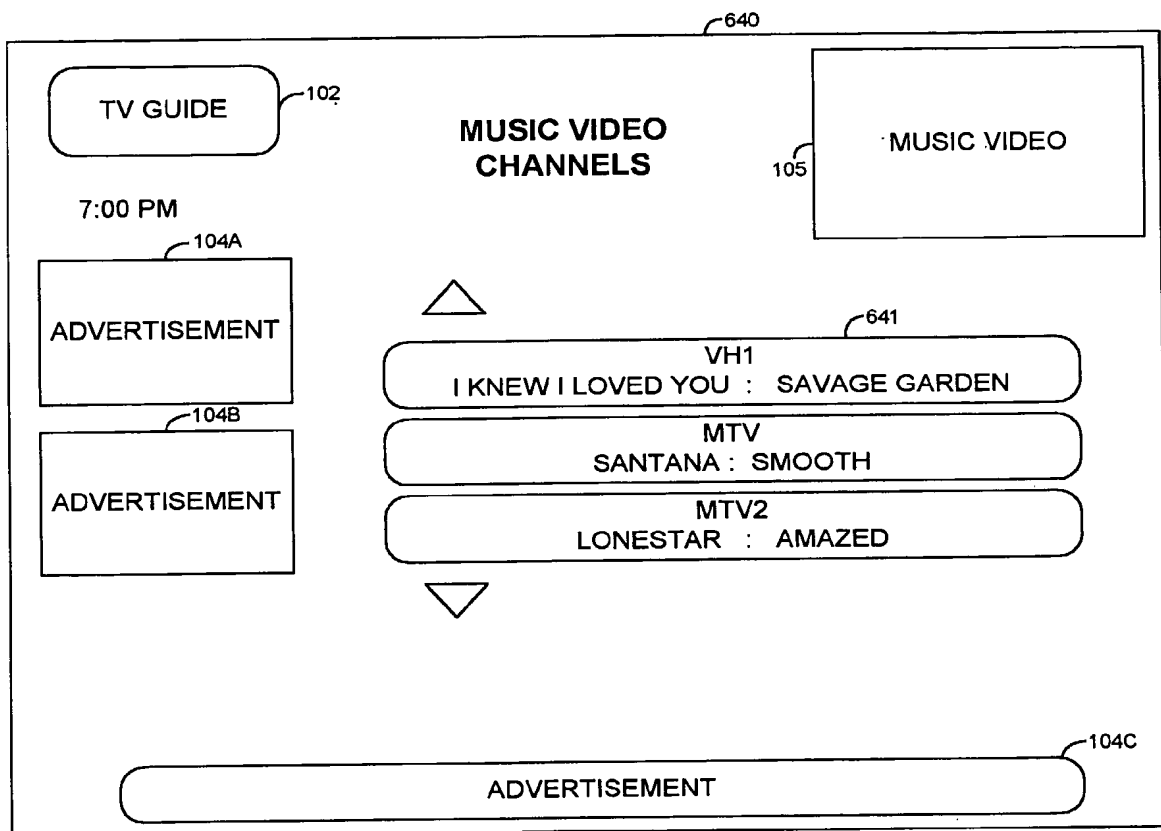 640
TV GUIDE
102
MUSIC VIDEO
CHANNELS
105
MUSIC VIDEO
7:00 PM
104A
ADVERTISEMENT
641
VH1
I KNEW I LOVED YOU : SAVAGE GARDEN
104B
ADVERTISEMENT
MTV
SANTANA : SMOOTH
MTV2
LONESTAR : AMAZED
104C
ADVERTISEMENT